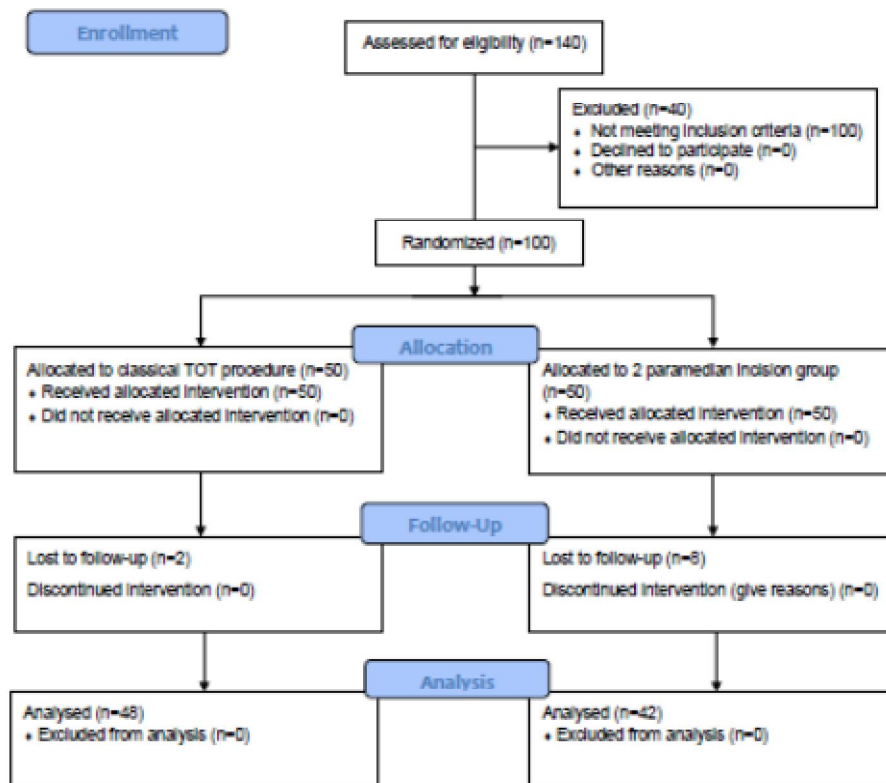 Enrollment
Assessed for eligibility (n=140)
Excluded (n=40)
♦ Not meeting inclusion criteria (n=100)
♦ Declined to participate (n=0)
♦ Other reasons (n=0)
Randomized (n=100)
Allocation
Allocated to classical TOT procedure (n=50)
♦ Received allocated intervention (n=50)
♦ Did not receive allocated intervention (n=0)
Allocated to 2 paramedian incision group
(n=50)
♦ Received allocated intervention (n=50)
♦ Did not receive allocated intervention (n=0)
Follow-Up
Lost to follow-up (n=2)
Discontinued intervention (n=0)
Lost to follow-up (n=8)
Discontinued intervention (give reasons) (n=0)
Analysis
Analysed (n=48)
♦ Excluded from analysis (n=0)
Analysed (n=42)
♦ Excluded from analysis (n=0)